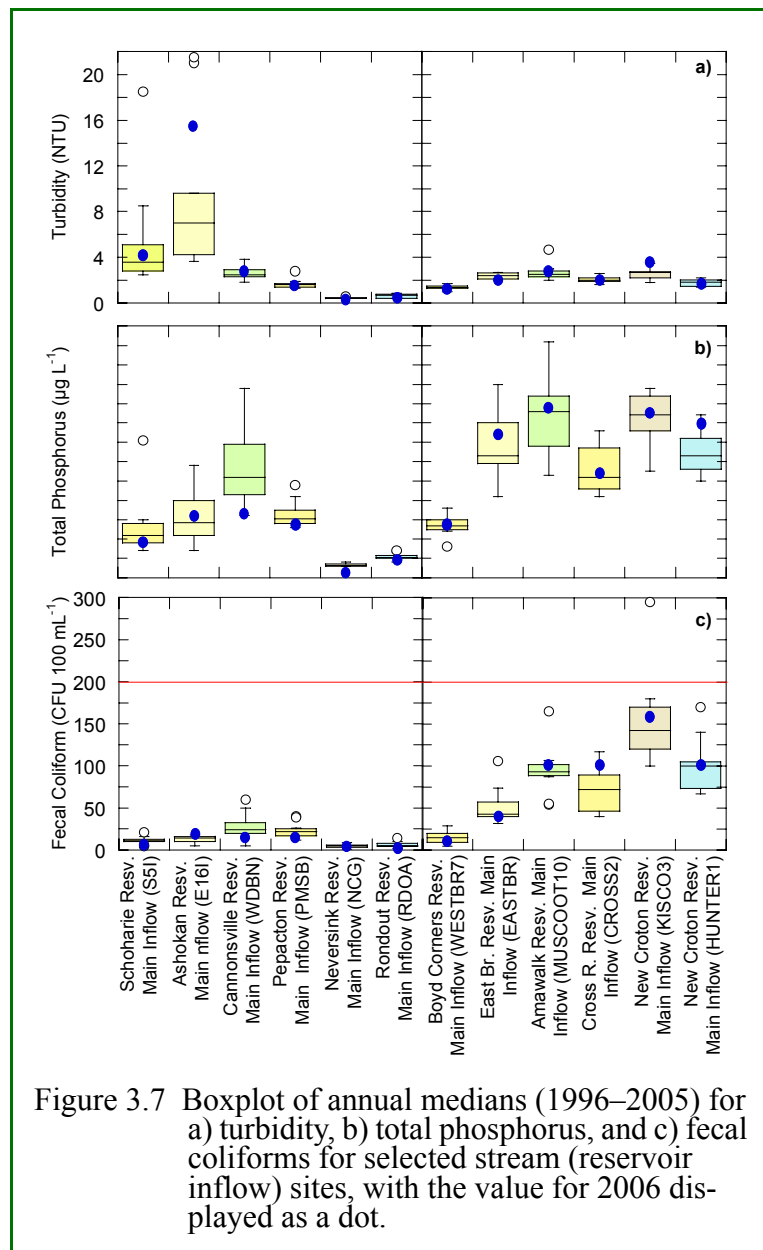 a)
Turbidity (NTU)
22
20
16
12
8
4
0
b)
Total Phosphorus (µg L⁻¹)
c)
Fecal Coliform (CFU 100 mL⁻¹)
300
250
200
150
100
50
0
Schoharie Resv.
Main Inflow (S5I)
Ashokan Resv.
Main nflow (E16I)
Cannonsville Resv.
Main Inflow (WDBN)
Pepacton Resv.
Main Inflow (PMSB)
Neversink Resv.
Main Inflow (NCG)
Rondout Resv.
Main Inflow (RDOA)
Boyd Corners Resv.
Main Inflow (WESTBR7)
East Br. Resv. Main
Inflow (EASTBR)
Amawalk Resv. Main
Inflow (MUSCOOT10)
Cross R. Resv. Main
Inflow (CROSS2)
New Croton Resv.
Main Inflow (KISCO3)
New Croton Resv.
Main Inflow (HUNTER1)
Figure 3.7 Boxplot of annual medians (1996–2005) for
a) turbidity, b) total phosphorus, and c) fecal
coliforms for selected stream (reservoir
inflow) sites, with the value for 2006 dis-
played as a dot.